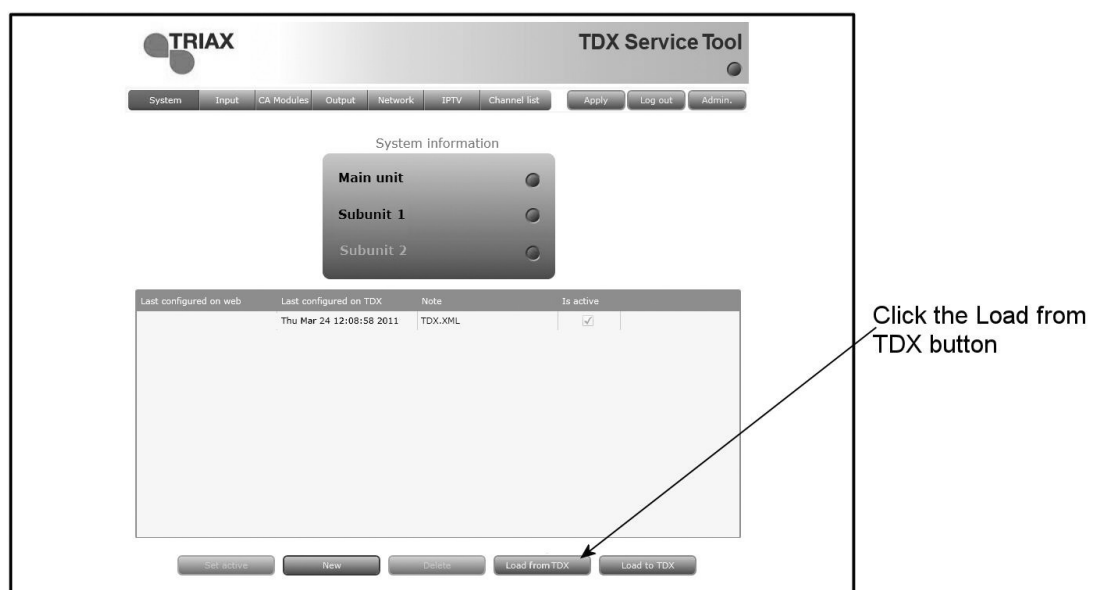 TRIAX
TDX Service Tool
System Input CA Modules Output Network IPTV Channel list Apply Log out Admin.
System information
Main unit
Subunit 1
Subunit 2
Last configured on web Last configured on TDX Note Is active
Thu Mar 24 12:08:58 2011 TDX.XML
Click the Load from
TDX button
Set active New Delete Load from TDX Load to TDX